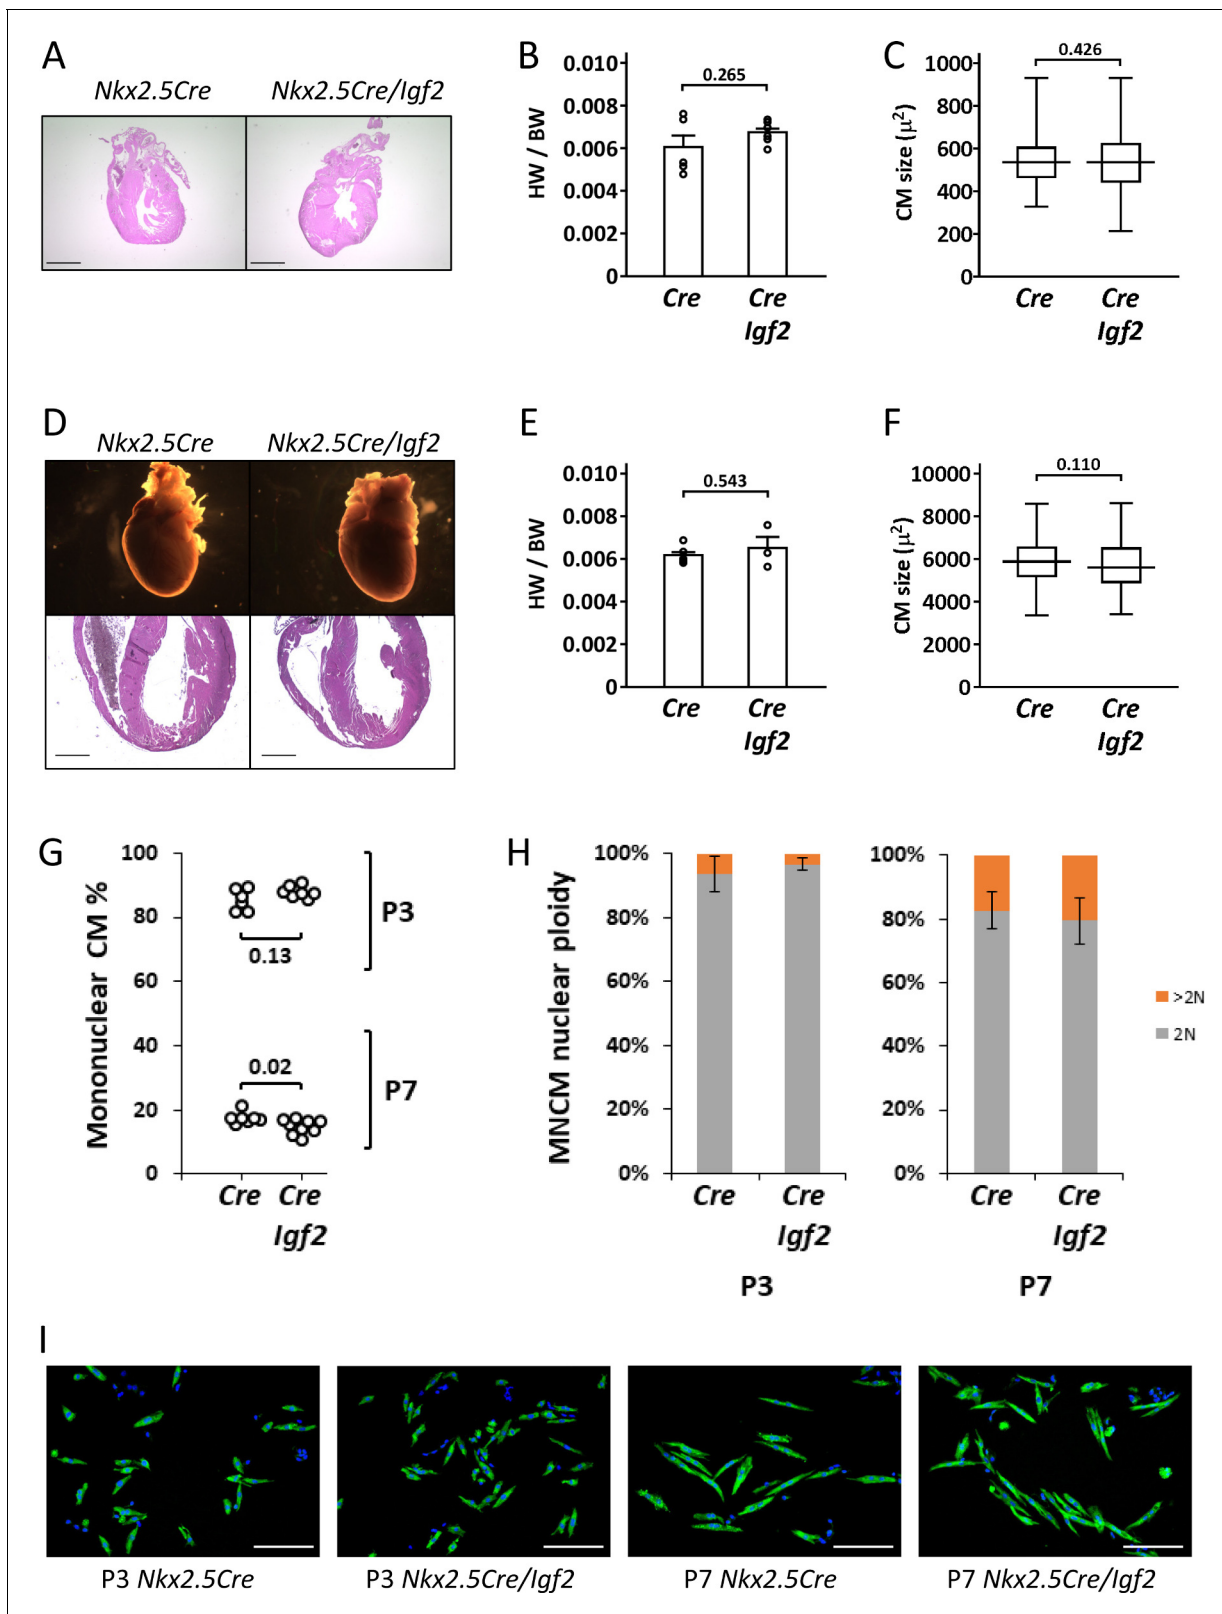 A
Nkx2.5Cre
Nkx2.5Cre/Igf2
B
HW / BW
0.010
0.008
0.006
0.004
0.002
0
0.265
Cre
Cre
Igf2
C
CM size (μ²)
1000
800
600
400
200
0
0.426
Cre
Cre
Igf2
D
Nkx2.5Cre
Nkx2.5Cre/Igf2
E
HW / BW
0.010
0.008
0.006
0.004
0.002
0
0.543
Cre
Cre
Igf2
F
CM size (μ²)
10000
8000
6000
4000
2000
0
0.110
Cre
Cre
Igf2
G
Mononuclear CM %
100
80
60
40
20
0
0.13
P3
0.02
P7
Cre
Cre
Igf2
H
MNCM nuclear ploidy
100%
80%
60%
40%
20%
0%
Cre
Cre
Igf2
P3
100%
80%
60%
40%
20%
0%
Cre
Cre
Igf2
P7
>2N
2N
I
P3 Nkx2.5Cre
P3 Nkx2.5Cre/Igf2
P7 Nkx2.5Cre
P7 Nkx2.5Cre/Igf2